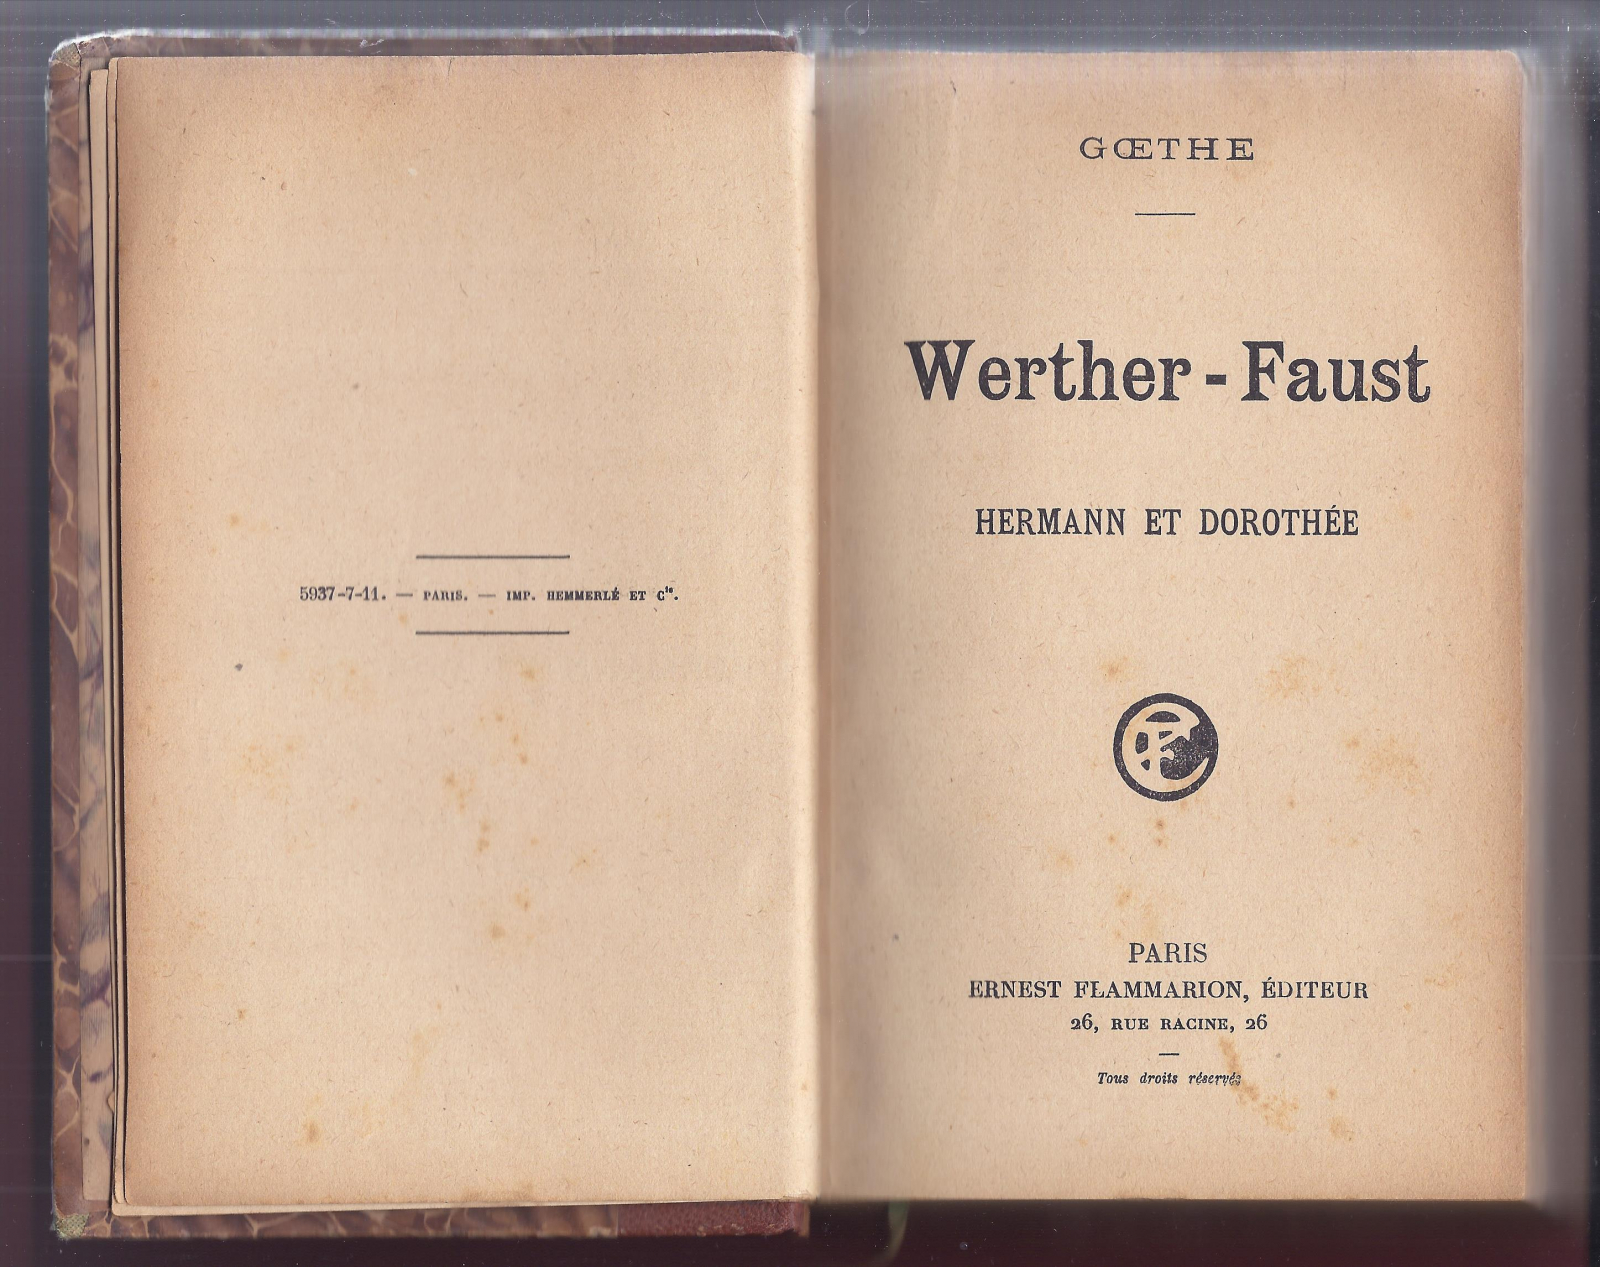 5937-7-11. — PARIS. — IMP. HEMMERLÉ ET Cie.
GŒTHE
Werther - Faust
HERMANN ET DOROTHÉE
PARIS
ERNEST FLAMMARION, ÉDITEUR
26, RUE RACINE, 26
Tous droits réservés